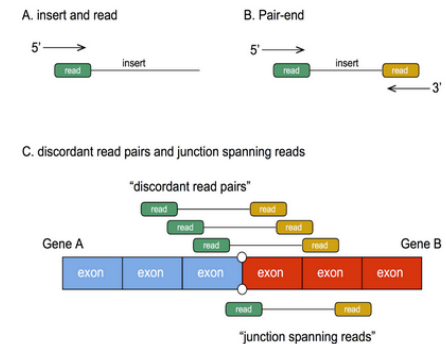 A. insert and read
5’
read
insert
B. Pair-end
5’
read
insert
read
3’
C. discordant read pairs and junction spanning reads
“discordant read pairs”
read read
read read
read read
Gene A
Gene B
exon exon exon exon exon exon
read read
“junction spanning reads”